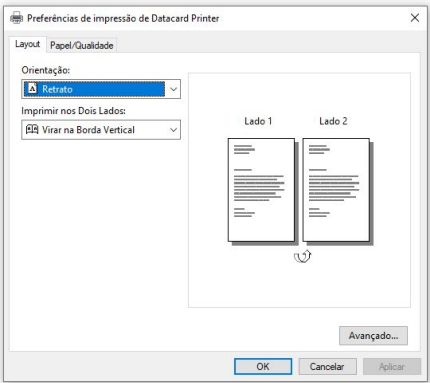 Preferências de impressão de Datacard Printer
Layout Papel/Qualidade
Orientação:
A Retrato
Imprimir nos Dois Lados:
Virar na Borda Vertical
Lado 1 Lado 2
Avançado...
OK Cancelar Aplicar